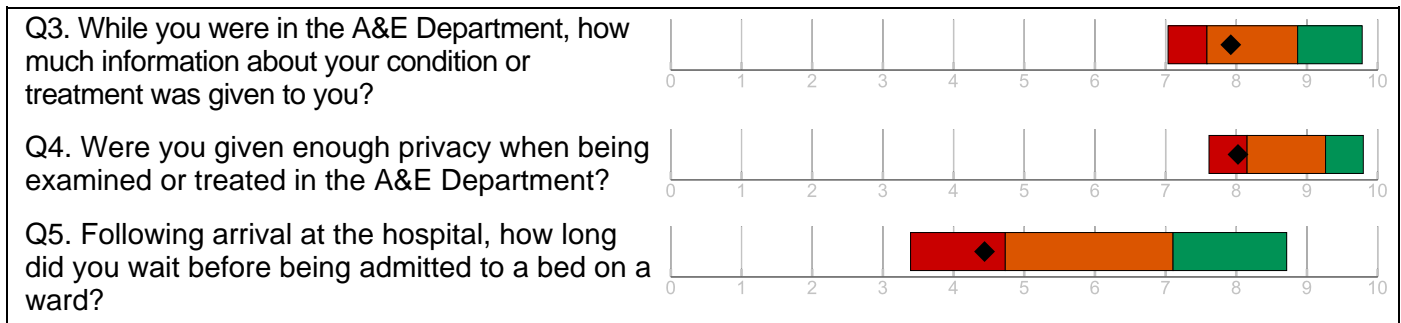 Q3. While you were in the A&E Department, how
much information about your condition or
treatment was given to you?
0 1 2 3 4 5 6 7 8 9 10
Q4. Were you given enough privacy when being
examined or treated in the A&E Department?
0 1 2 3 4 5 6 7 8 9 10
Q5. Following arrival at the hospital, how long
did you wait before being admitted to a bed on a
ward?
0 1 2 3 4 5 6 7 8 9 10